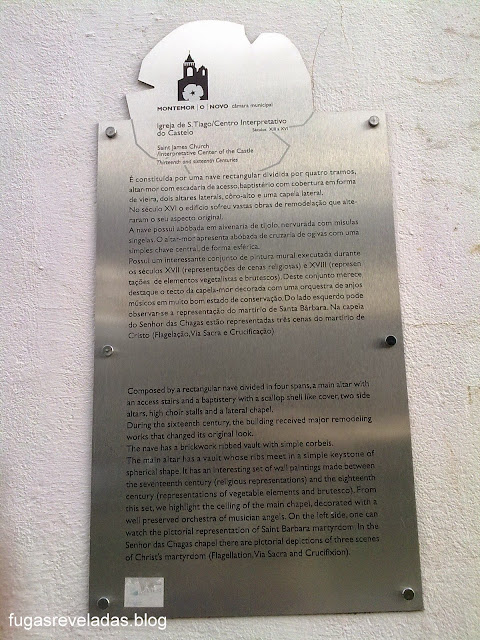 MONTEMOR | O | NOVO câmara municipal
Igreja de S.Tiago/Centro Interpretativo
do Castelo
Séculos XIII a XVI
Saint James Church
/Interpretative Center of the Castle
Thirteenth and sixteenth Centuries
É constituída por uma nave rectangular dividida por quatro tramos,
altar-mor com escadaria de acesso, baptistério com cobertura em forma
de vieira, dois altares laterais, côro-alto e uma capela lateral.
No século XVI o edifício sofreu vastas obras de remodelação que alte-
raram o seu aspecto original.
A nave possui abóbada em alvenaria de tijolo, nervurada com mísulas
singelas. O altar-mor apresenta abóbada de cruzaria de ogivas com uma
simples chave central, de forma esférica.
Possui um interessante conjunto de pintura mural executada durante
os séculos XVII (representações de cenas religiosas) e XVIII (represen
tações de elementos vegetalistas e brutescos). Deste conjunto merece
destaque o tecto da capela-mor decorada com uma orquestra de anjos
músicos em muito bom estado de conservação. Do lado esquerdo pode
observar-se a representação do martírio de Santa Bárbara. Na capela
do Senhor das Chagas estão representadas três cenas do martírio de
Cristo (Flagelação, Via Sacra e Crucificação)
Composed by a rectangular nave divided in four spans, a main altar with
an access stairs and a baptistery with a scallop shell like cover, two side
altars, high choir stalls and a lateral chapel.
During the sixteenth century, the building received major remodeling
works that changed its original look.
The nave has a brickwork ribbed vault with simple corbeis.
The main altar has a vault whose ribs meet in a simple keystone of
spherical shape. It has an interesting set of wall paintings made between
the seventeenth century (religious representations) and the eighteenth
century (representations of vegetable elements and brutesco). From
this set, we highlight the ceiling of the main chapel, decorated with a
well preserved orchestra of musician angels. On the left side, one can
watch the pictorial representation of Saint Barbara martyrdom. In the
Senhor das Chagas chapel there are pictorial depictions of three scenes
of Christ's martyrdom (Flagellation, Via Sacra and Crucifixion).
fugasreveladas.blog